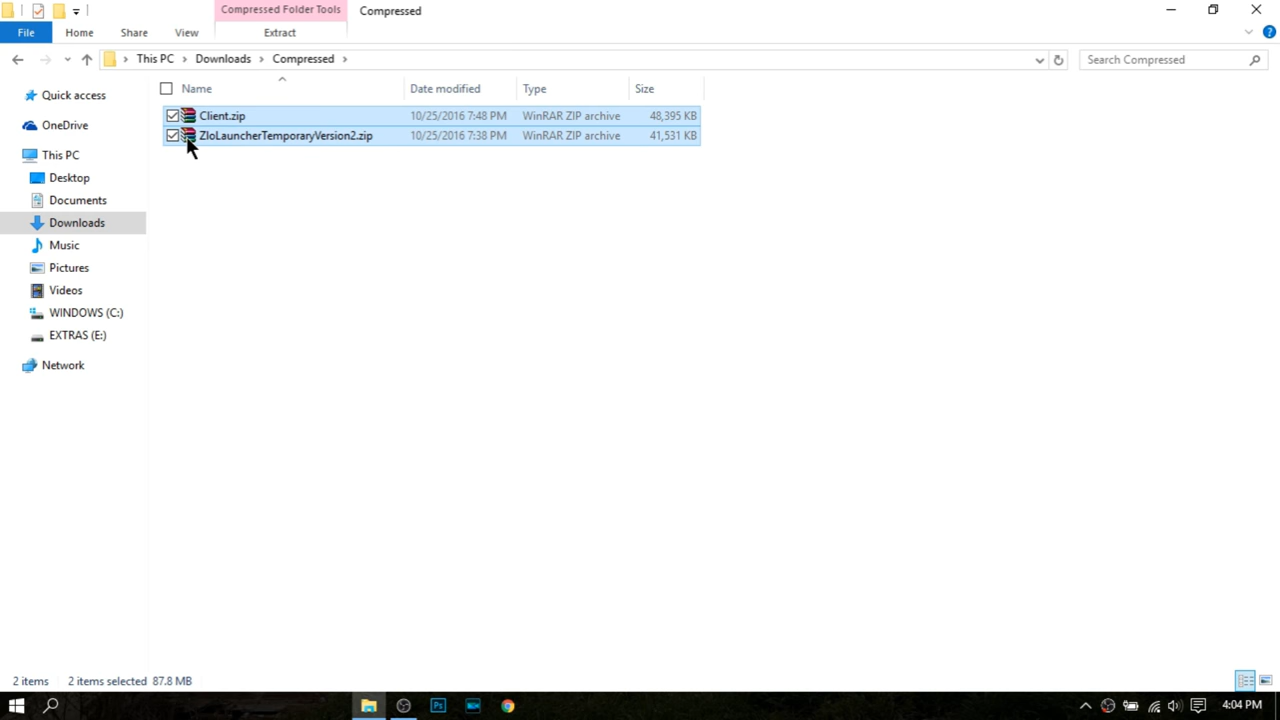 Compressed Folder Tools Compressed
File Home Share View Extract
This PC Downloads Compressed Search Compressed
Name Date modified Type Size
Quick access
OneDrive
This PC
Desktop
Documents
Downloads
Music
Pictures
Videos
WINDOWS (C:)
EXTRAS (E:)
Network
Client.zip 10/25/2016 7:48 PM WinRAR ZIP archive 48,395 KB
ZIoLauncherTemporaryVersion2.zip 10/25/2016 7:38 PM WinRAR ZIP archive 41,531 KB
2 items 2 items selected 87.8 MB
Ps 4:04 PM